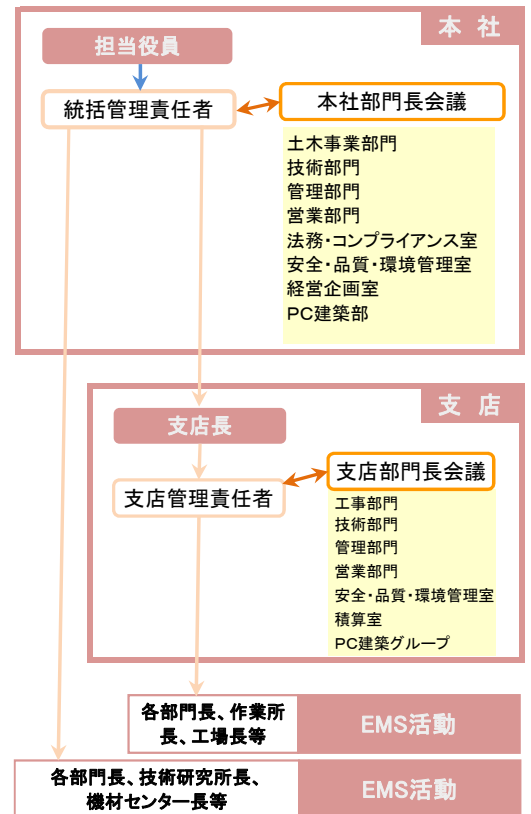 本 社
担当役員
統括管理責任者
本社部門長会議
土木事業部門
技術部門
管理部門
営業部門
法務・コンプライアンス室
安全・品質・環境管理室
経営企画室
PC建築部
支 店
支店長
支店管理責任者
支店部門長会議
工事部門
技術部門
管理部門
営業部門
安全・品質・環境管理室
積算室
PC建築グループ
各部門長、作業所
長、工場長等
EMS活動
各部門長、技術研究所長、
機材センター長等
EMS活動